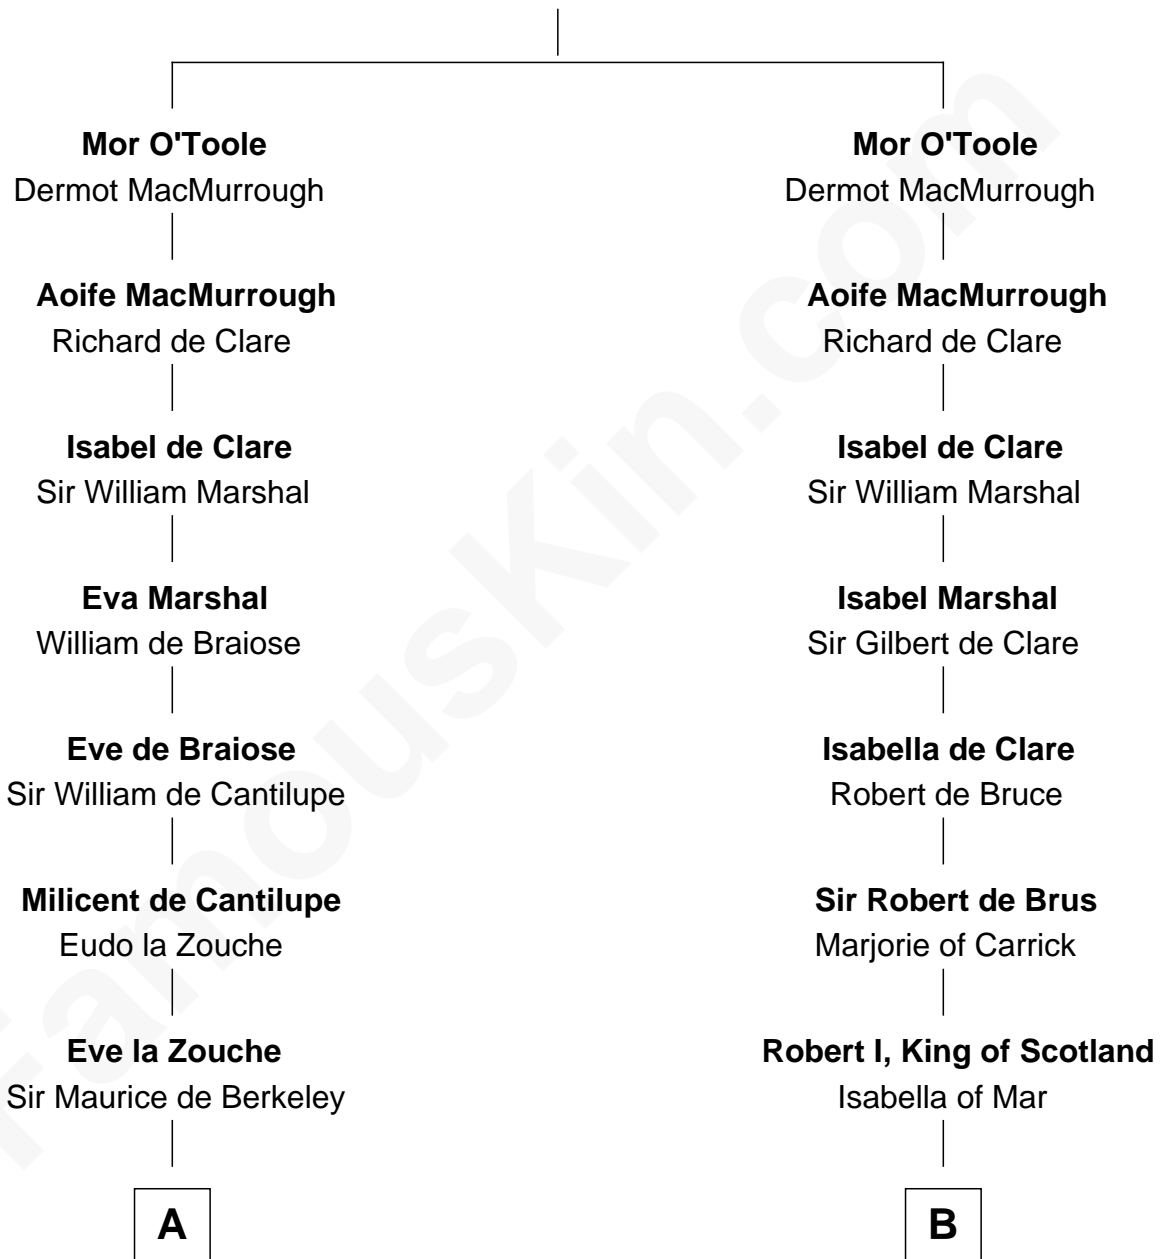 Mor O'Toole
Dermot MacMurrough
Aoife MacMurrough
Richard de Clare
Isabel de Clare
Sir William Marshal
Eva Marshal
William de Braiose
Eve de Braiose
Sir William de Cantilupe
Milicent de Cantilupe
Eudo la Zouche
Eve la Zouche
Sir Maurice de Berkeley
A
Mor O'Toole
Dermot MacMurrough
Aoife MacMurrough
Richard de Clare
Isabel de Clare
Sir William Marshal
Isabel Marshal
Sir Gilbert de Clare
Isabella de Clare
Robert de Bruce
Sir Robert de Brus
Marjorie of Carrick
Robert I, King of Scotland
Isabella of Mar
B
FamousKin.com